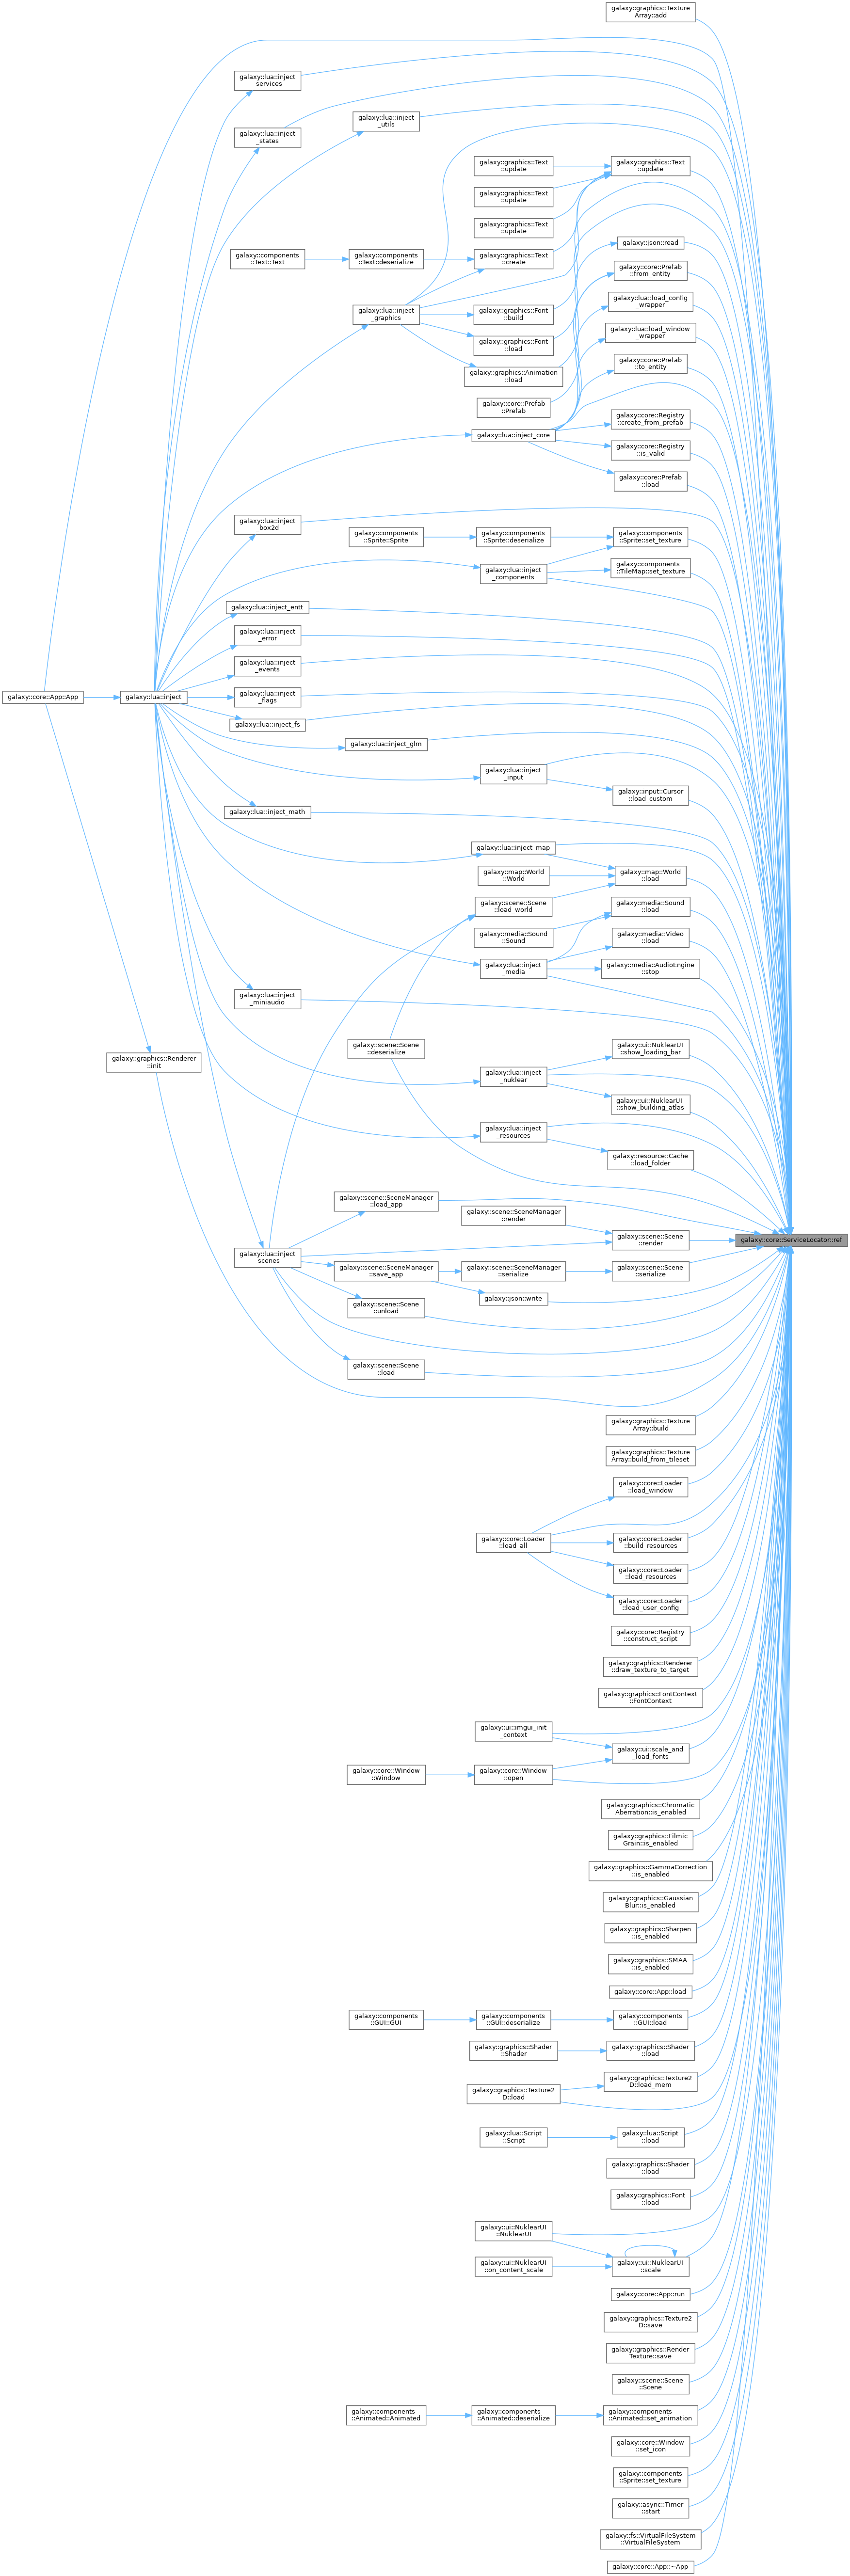 galaxy::graphics::Texture
Array::add
galaxy::lua::inject
_services
galaxy::lua::inject
_states
galaxy::lua::inject
_utils
galaxy::graphics::Text
::update
galaxy::graphics::Text
::update
galaxy::graphics::Text
::update
galaxy::graphics::Text
::update
galaxy::json::read
galaxy::components
::Text::Text
galaxy::components
::Text::deserialize
galaxy::graphics::Text
::create
galaxy::core::Prefab
::from_entity
galaxy::lua::load_config
_wrapper
galaxy::lua::inject
_graphics
galaxy::graphics::Font
::build
galaxy::lua::load_window
_wrapper
galaxy::graphics::Font
::load
galaxy::core::Prefab
::to_entity
galaxy::graphics::Animation
::load
galaxy::core::Prefab
::Prefab
galaxy::core::Registry
::create_from_prefab
galaxy::lua::inject_core
galaxy::core::Registry
::is_valid
galaxy::core::Prefab
::load
galaxy::lua::inject
_box2d
galaxy::components
::Sprite::Sprite
galaxy::components
::Sprite::deserialize
galaxy::components
::Sprite::set_texture
galaxy::lua::inject
_components
galaxy::components
::TileMap::set_texture
galaxy::lua::inject_entt
galaxy::lua::inject
_error
galaxy::lua::inject
_events
galaxy::core::App::App
galaxy::lua::inject
galaxy::lua::inject
_flags
galaxy::lua::inject_fs
galaxy::lua::inject_glm
galaxy::lua::inject
_input
galaxy::input::Cursor
::load_custom
galaxy::lua::inject_math
galaxy::lua::inject_map
galaxy::map::World
::World
galaxy::map::World
::load
galaxy::scene::Scene
::load_world
galaxy::media::Sound
::load
galaxy::media::Sound
::Sound
galaxy::media::Video
::load
galaxy::lua::inject
_media
galaxy::media::AudioEngine
::stop
galaxy::lua::inject
_miniaudio
galaxy::graphics::Renderer
::init
galaxy::scene::Scene
::deserialize
galaxy::ui::NuklearUI
::show_loading_bar
galaxy::lua::inject
_nuklear
galaxy::ui::NuklearUI
::show_building_atlas
galaxy::lua::inject
_resources
galaxy::resource::Cache
::load_folder
galaxy::scene::SceneManager
::load_app
galaxy::scene::SceneManager
::render
galaxy::scene::Scene
::render
galaxy::core::ServiceLocator::ref
galaxy::lua::inject
_scenes
galaxy::scene::SceneManager
::save_app
galaxy::scene::SceneManager
::serialize
galaxy::scene::Scene
::serialize
galaxy::json::write
galaxy::scene::Scene
::unload
galaxy::scene::Scene
::load
galaxy::graphics::Texture
Array::build
galaxy::graphics::Texture
Array::build_from_tileset
galaxy::core::Loader
::load_window
galaxy::core::Loader
::load_all
galaxy::core::Loader
::build_resources
galaxy::core::Loader
::load_resources
galaxy::core::Loader
::load_user_config
galaxy::core::Registry
::construct_script
galaxy::graphics::Renderer
::draw_texture_to_target
galaxy::graphics::FontContext
::FontContext
galaxy::ui::imgui_init
_context
galaxy::ui::scale_and
_load_fonts
galaxy::core::Window
::Window
galaxy::core::Window
::open
galaxy::graphics::Chromatic
Aberration::is_enabled
galaxy::graphics::Filmic
Grain::is_enabled
galaxy::graphics::GammaCorrection
::is_enabled
galaxy::graphics::Gaussian
Blur::is_enabled
galaxy::graphics::Sharpen
::is_enabled
galaxy::graphics::SMAA
::is_enabled
galaxy::core::App::load
galaxy::components
::GUI::GUI
galaxy::components
::GUI::deserialize
galaxy::components
::GUI::load
galaxy::graphics::Shader
::Shader
galaxy::graphics::Shader
::load
galaxy::graphics::Texture2
D::load
galaxy::graphics::Texture2
D::load_mem
galaxy::lua::Script
::Script
galaxy::lua::Script
::load
galaxy::graphics::Shader
::load
galaxy::graphics::Font
::load
galaxy::ui::NuklearUI
::NuklearUI
galaxy::ui::NuklearUI
::on_content_scale
galaxy::ui::NuklearUI
::scale
galaxy::core::App::run
galaxy::graphics::Texture2
D::save
galaxy::graphics::Render
Texture::save
galaxy::scene::Scene
::Scene
galaxy::components
::Animated::Animated
galaxy::components
::Animated::deserialize
galaxy::components
::Animated::set_animation
galaxy::core::Window
::set_icon
galaxy::components
::Sprite::set_texture
galaxy::async::Timer
::start
galaxy::fs::VirtualFileSystem
::VirtualFileSystem
galaxy::core::App::~App